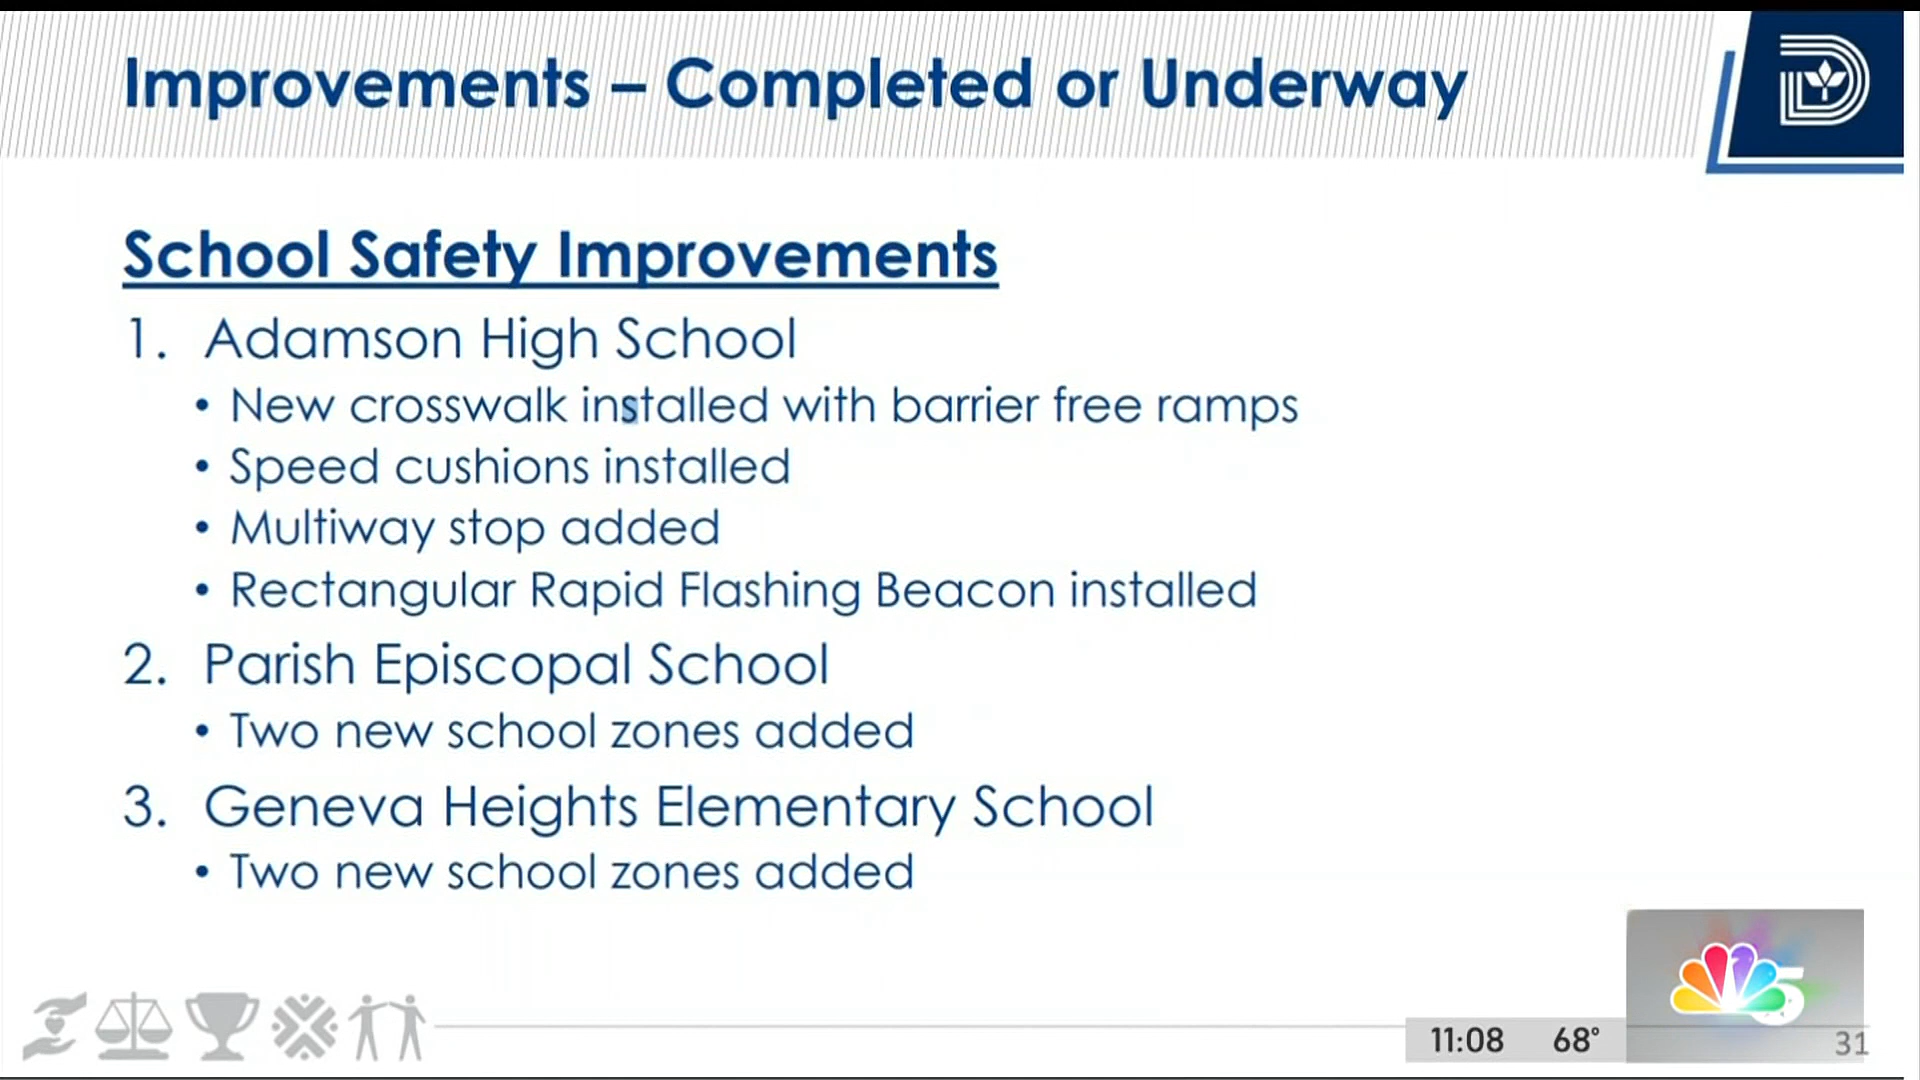 Improvements – Completed or Underway
School Safety Improvements
1. Adamson High School
• New crosswalk installed with barrier free ramps
• Speed cushions installed
• Multiway stop added
• Rectangular Rapid Flashing Beacon installed
2. Parish Episcopal School
• Two new school zones added
3. Geneva Heights Elementary School
• Two new school zones added
11:08 68°
5
31